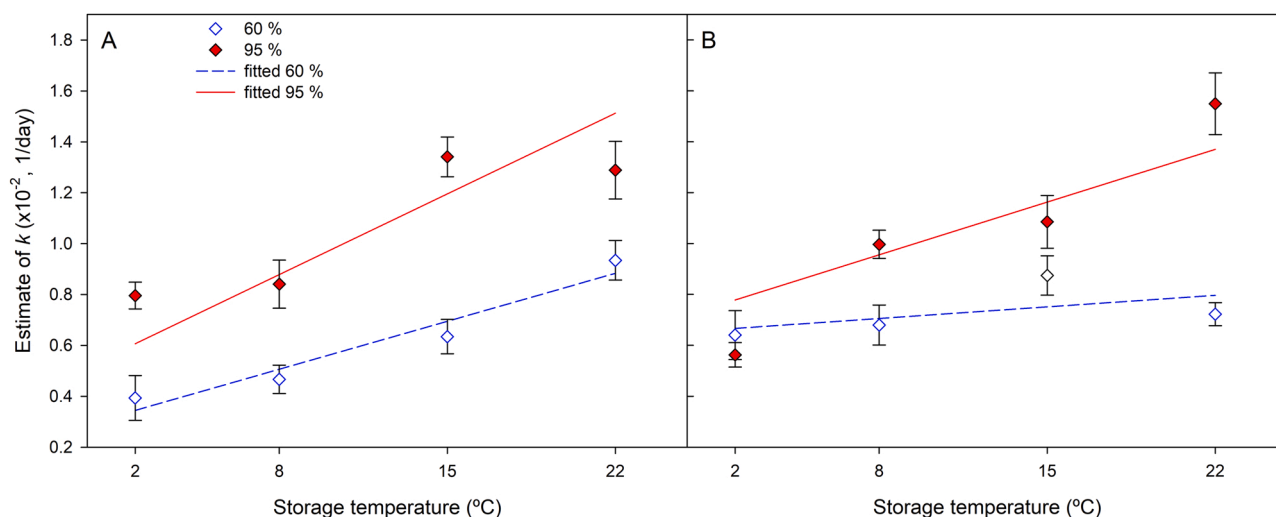 A
60 %
95 %
fitted 60 %
fitted 95 %
B
Estimate of k (x10⁻², 1/day)
1.8
1.6
1.4
1.2
1.0
0.8
0.6
0.4
0.2
2
8
15
22
2
8
15
22
Storage temperature (ºC)
Storage temperature (ºC)